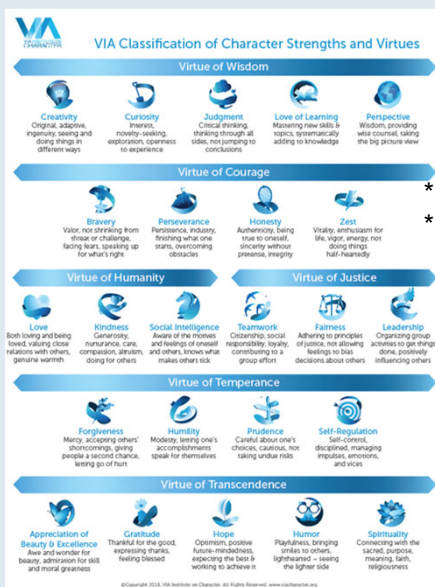 VIA
INSTITUTE ON
CHARACTER
VIA Classification of Character Strengths and Virtues
Virtue of Wisdom
Creativity
Original, adaptive,
ingenuity, seeing and
doing things in
different ways
Curiosity
Interest,
novelty-seeking,
exploration, openness
to experience
Judgment
Critical thinking,
thinking through all
sides, not jumping to
conclusions
Love of Learning
Mastering new skills &
topics, systematically
adding to knowledge
Perspective
Wisdom, providing
wise counsel, taking
the big picture view
Virtue of Courage
Bravery
Valor, not shrinking from
threat or challenge,
facing fears, speaking up
for what's right
Perseverance
Persistence, industry,
finishing what one
starts, overcoming
obstacles
Honesty
Authenticity, being
true to oneself,
sincerity without
pretense, integrity
Zest
Vitality, enthusiasm for
life, vigor, energy, not
doing things
half-heartedly
*
*
Virtue of Humanity
Virtue of Justice
Love
Both loving and being
loved, valuing close
relations with others,
genuine warmth
Kindness
Generosity,
nurturance, care,
compassion, altruism,
doing for others
Social Intelligence
Aware of the motives
and feelings of oneself
and others, knows what
makes others tick
Teamwork
Citizenship, social
responsibility, loyalty,
contributing to a
group effort
Fairness
Adhering to principles
of justice, not allowing
feelings to bias
decisions about others
Leadership
Organizing group
activities to get things
done, positively
influencing others
Virtue of Temperance
Forgiveness
Mercy, accepting others'
shortcomings, giving
people a second chance,
letting go of hurt
Humility
Modesty, letting one's
accomplishments
speak for themselves
Prudence
Careful about one's
choices, cautious, not
taking undue risks
Self-Regulation
Self-control,
disciplined, managing
impulses, emotions,
and vices
Virtue of Transcendence
Appreciation of
Beauty & Excellence
Awe and wonder for
beauty, admiration for skill
and moral greatness
Gratitude
Thankful for the good,
expressing thanks,
feeling blessed
Hope
Optimism, positive
future-mindedness,
expecting the best &
working to achieve it
Humor
Playfulness, bringing
smiles to others,
lighthearted – seeing
the lighter side
Spirituality
Connecting with the
sacred, purpose,
meaning, faith,
religiousness
©Copyright 2018, VIA Institute on Character. All Rights Reserved. www.viacharacter.org